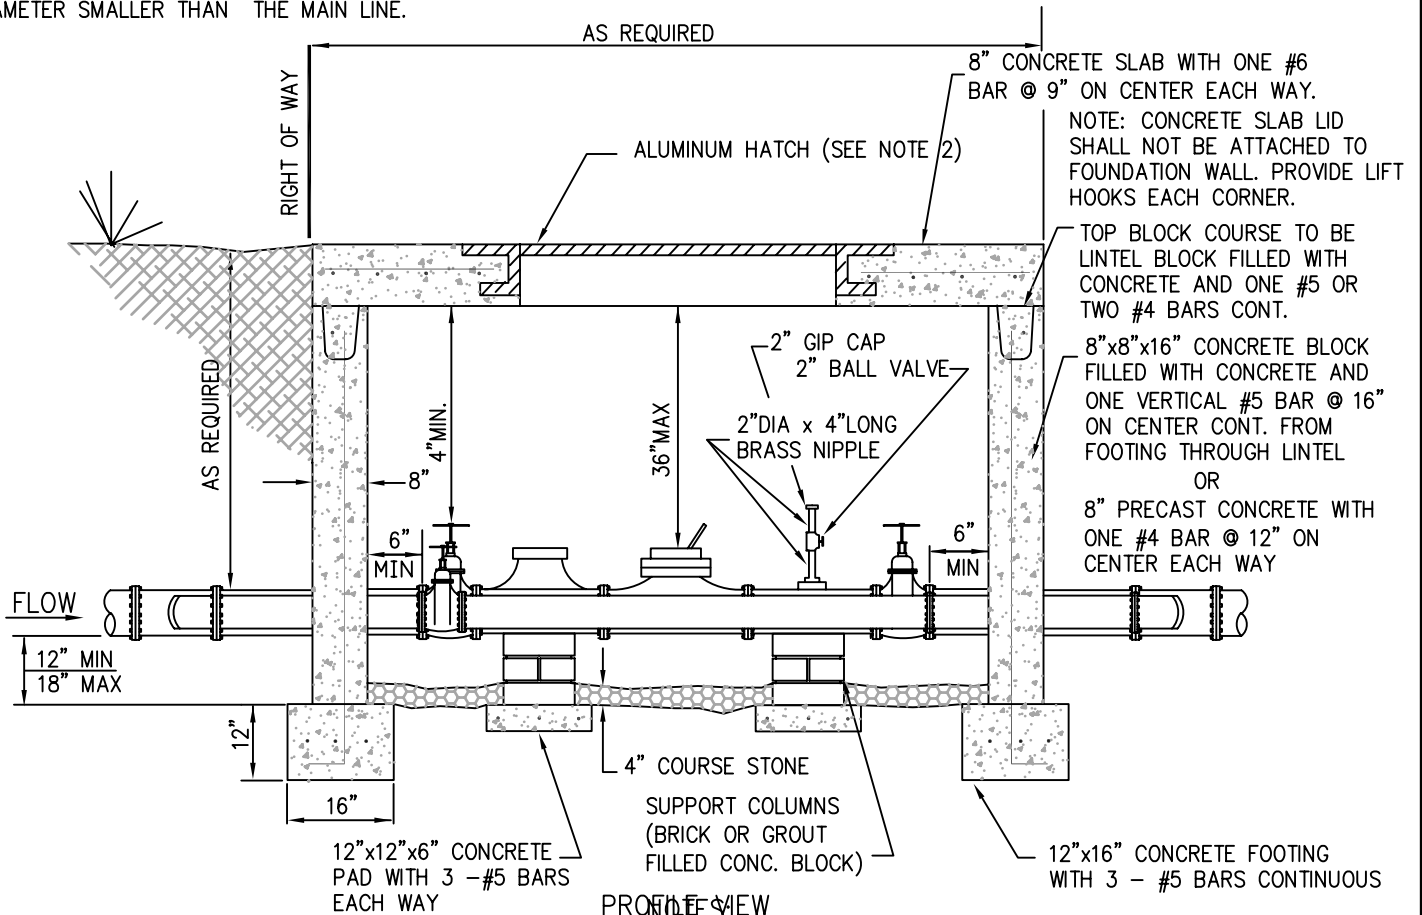 AMETER SMALLER THAN THE MAIN LINE.
AS REQUIRED
8" CONCRETE SLAB WITH ONE #6
BAR @ 9" ON CENTER EACH WAY.
NOTE: CONCRETE SLAB LID
SHALL NOT BE ATTACHED TO
FOUNDATION WALL. PROVIDE LIFT
HOOKS EACH CORNER.
RIGHT OF WAY
ALUMINUM HATCH (SEE NOTE 2)
TOP BLOCK COURSE TO BE
LINTEL BLOCK FILLED WITH
CONCRETE AND ONE #5 OR
TWO #4 BARS CONT.
8"x8"x16" CONCRETE BLOCK
FILLED WITH CONCRETE AND
ONE VERTICAL #5 BAR @ 16"
ON CENTER CONT. FROM
FOOTING THROUGH LINTEL
OR
8" PRECAST CONCRETE WITH
ONE #4 BAR @ 12" ON
CENTER EACH WAY
2" GIP CAP
2" BALL VALVE
2"DIA x 4"LONG
BRASS NIPPLE
AS REQUIRED
4"MIN.
36"MAX
8"
6"
MIN
6"
MIN
FLOW
12" MIN
18" MAX
12"
16"
4" COURSE STONE
SUPPORT COLUMNS
(BRICK OR GROUT
FILLED CONC. BLOCK)
12"x12"x6" CONCRETE
PAD WITH 3 -#5 BARS
EACH WAY
12"x16" CONCRETE FOOTING
WITH 3 - #5 BARS CONTINUOUS
PROFILE VIEW
NOTES: